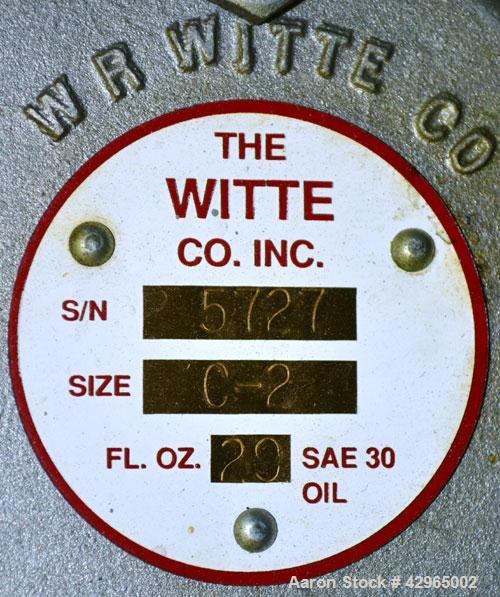 W R WITTE CO
THE
WITTE
CO. INC.
S/N 5727
SIZE C-2
FL. OZ. 29 SAE 30
OIL
Aaron Stock # 42965002